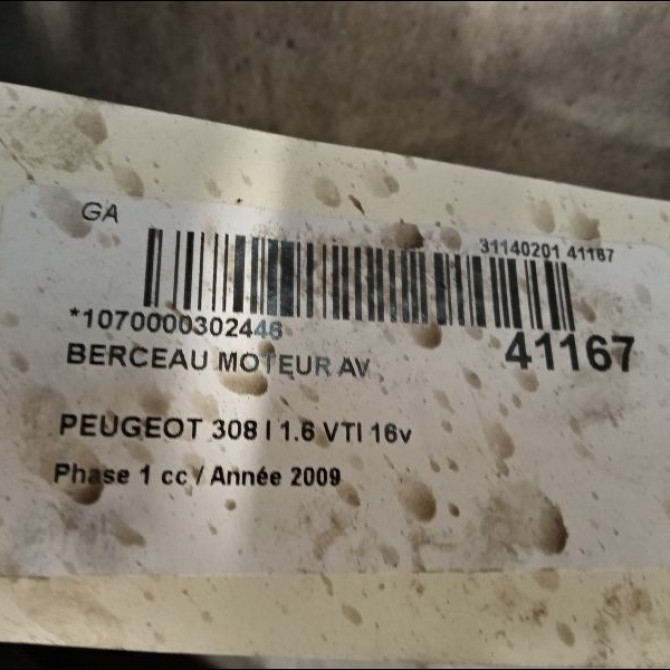 GA
31140201 41167
*1070000302446
41167
BERCEAU MOTEUR AV
PEUGEOT 308 I 1.6 VTI 16v
Phase 1 cc / Année 2009